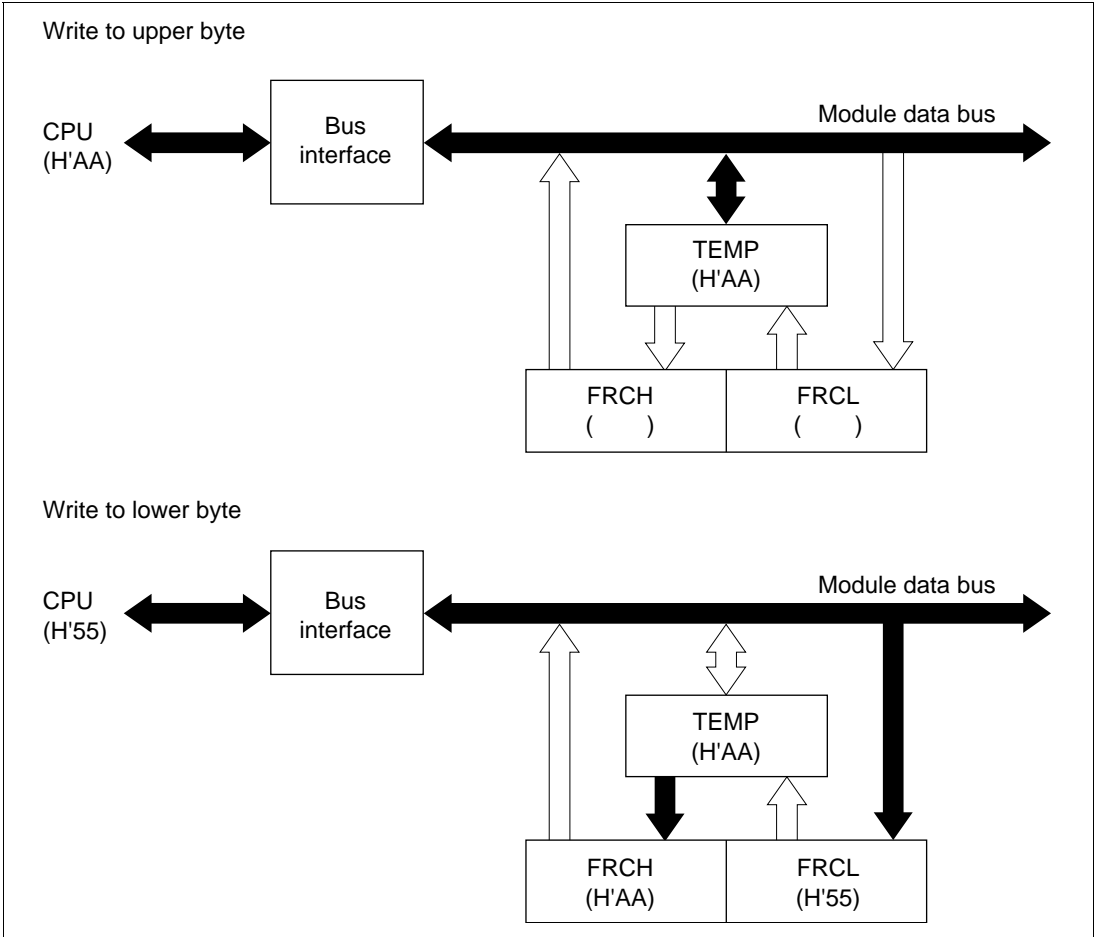 Write to upper byte
CPU
(H'AA)
Bus
interface
Module data bus
TEMP
(H'AA)
FRCH
(    )
FRCL
(    )
Write to lower byte
CPU
(H'55)
Bus
interface
Module data bus
TEMP
(H'AA)
FRCH
(H'AA)
FRCL
(H'55)